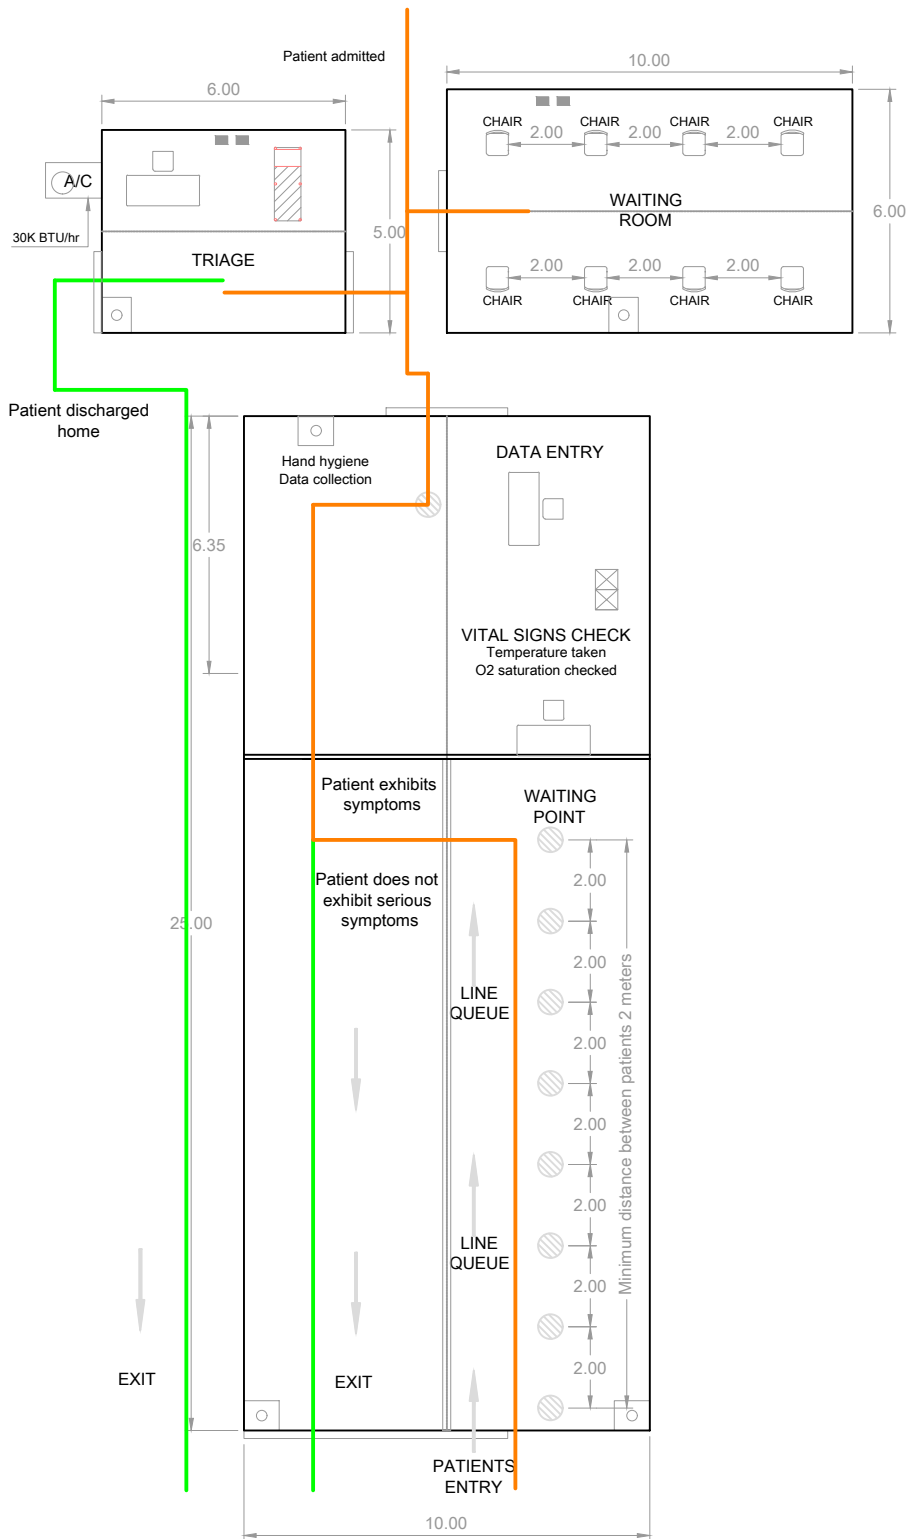 Patient admitted
10.00
6.00
CHAIR
CHAIR
CHAIR
CHAIR
2.00
2.00
2.00
A/C
WAITING
ROOM
6.00
30K BTU/hr
5.00
TRIAGE
2.00
2.00
2.00
CHAIR
CHAIR
CHAIR
CHAIR
Patient discharged
home
Hand hygiene
Data collection
DATA ENTRY
6.35
VITAL SIGNS CHECK
Temperature taken
O2 saturation checked
Patient exhibits
symptoms
WAITING
POINT
Patient does not
exhibit serious
symptoms
25.00
2.00
2.00
2.00
2.00
2.00
2.00
2.00
Minimum distance between patients 2 meters
LINE
QUEUE
LINE
QUEUE
EXIT
EXIT
PATIENTS
ENTRY
10.00